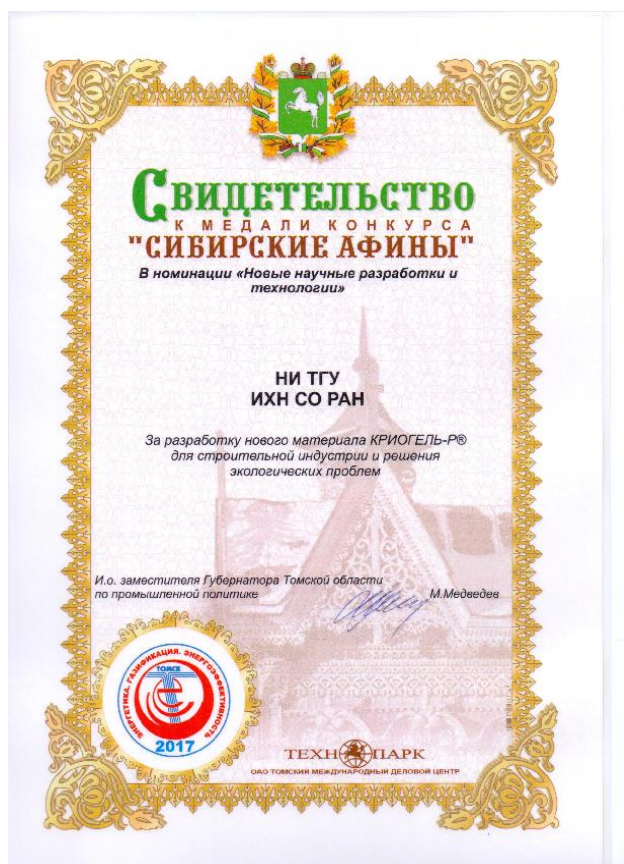 СВИДЕТЕЛЬСТВО
К МЕДАЛИ КОНКУРСА
"СИБИРСКИЕ АФИНЫ"
В номинации «Новые научные разработки и
технологии»
НИ ТГУ
ИХН СО РАН
За разработку нового материала КРИОГЕЛЬ-Р®
для строительной индустрии и решения
экологических проблем
И.о. заместителя Губернатора Томской области
по промышленной политике
М.Медведев
ЭНЕРГЕТИКА. ГАЗИФИКАЦИЯ. ЭНЕРГОЭФФЕКТИВНОСТЬ
ТОМСК
2017
ТЕХНОПАРК
ОАО ТОМСКИЙ МЕЖДУНАРОДНЫЙ ДЕЛОВОЙ ЦЕНТР